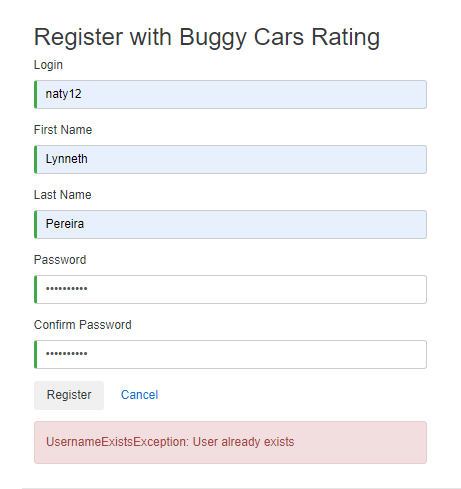 Register with Buggy Cars Rating
Login
naty12
First Name
Lynneth
Last Name
Pereira
Password
••••••••••
Confirm Password
••••••••••
Register Cancel
UsernameExistsException: User already exists